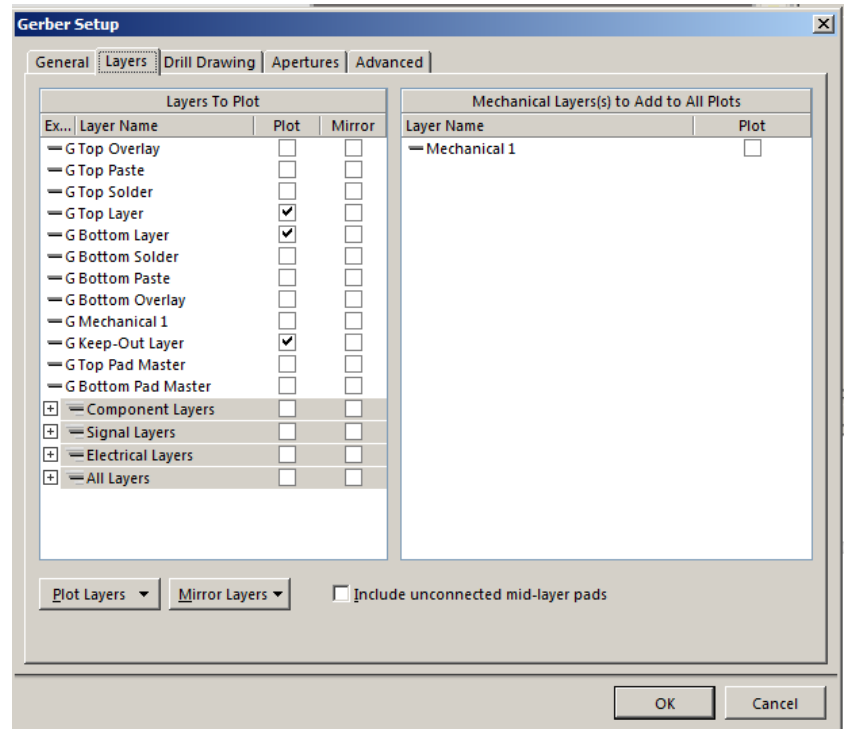 Gerber Setup
General Layers Drill Drawing Apertures Advanced
Layers To Plot
Ex... Layer Name Plot Mirror
G Top Overlay
G Top Paste
G Top Solder
G Top Layer
G Bottom Layer
G Bottom Solder
G Bottom Paste
G Bottom Overlay
G Mechanical 1
G Keep-Out Layer
G Top Pad Master
G Bottom Pad Master
Component Layers
Signal Layers
Electrical Layers
All Layers
Mechanical Layers(s) to Add to All Plots
Layer Name Plot
Mechanical 1
Plot Layers Mirror Layers Include unconnected mid-layer pads
OK Cancel